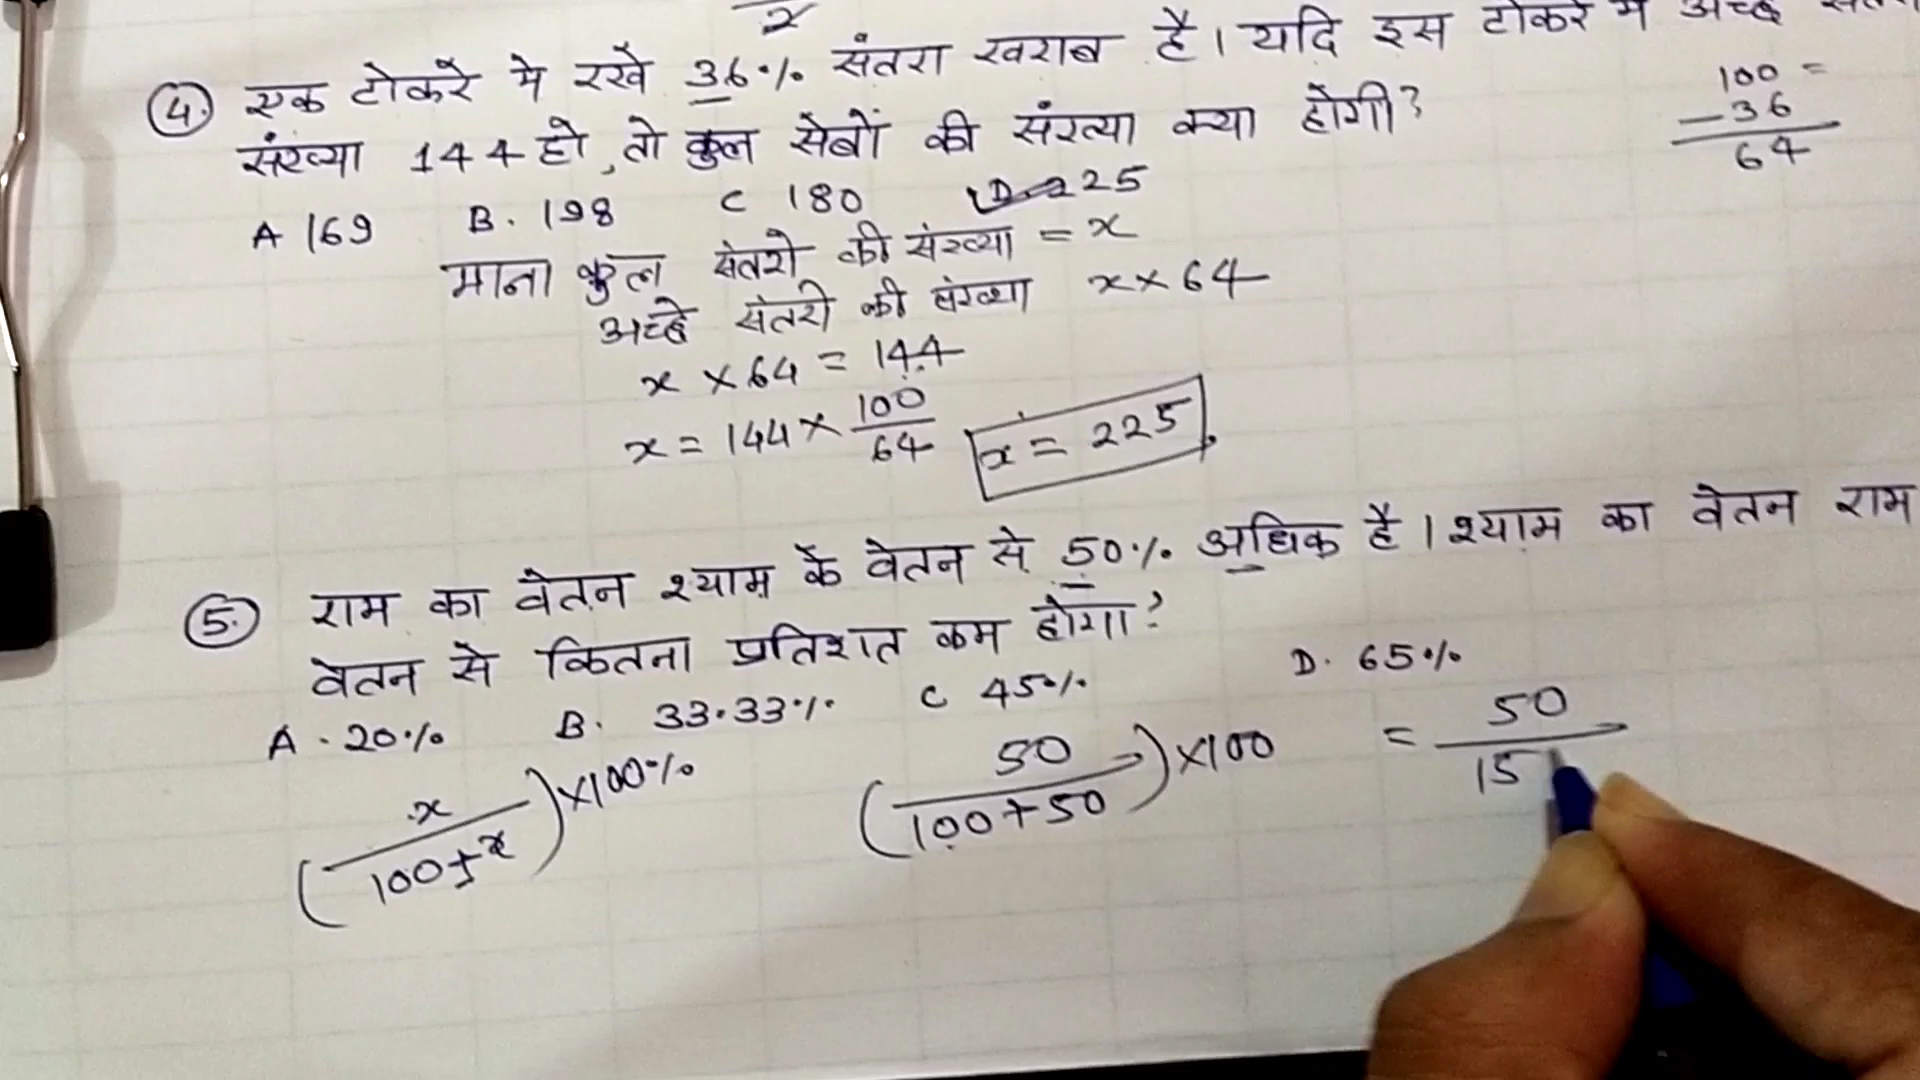 ④. एक टोकरे मे रखे 36% संतरा खराब है। यदि इस टोकरे मे अच्छे
संख्या 144 हो, तो कुल सेबों की संख्या क्या होगी?
100 =
- 36
64
A 169 B. 198 C 180 D. 225
माना कुल संतरो की संख्या = x
अच्छे संतरो की संख्या x × 64
x × 64 = 144
x = 144 × 100/64 x = 225
⑤. राम का वेतन श्याम के वेतन से 50% अधिक है। श्याम का वेतन राम
वेतन से कितना प्रतिशत कम होगा?
A. 20% B. 33.33% C 45% D. 65%
(x/100±x)×100% (50/100+50)×100 = 50/15